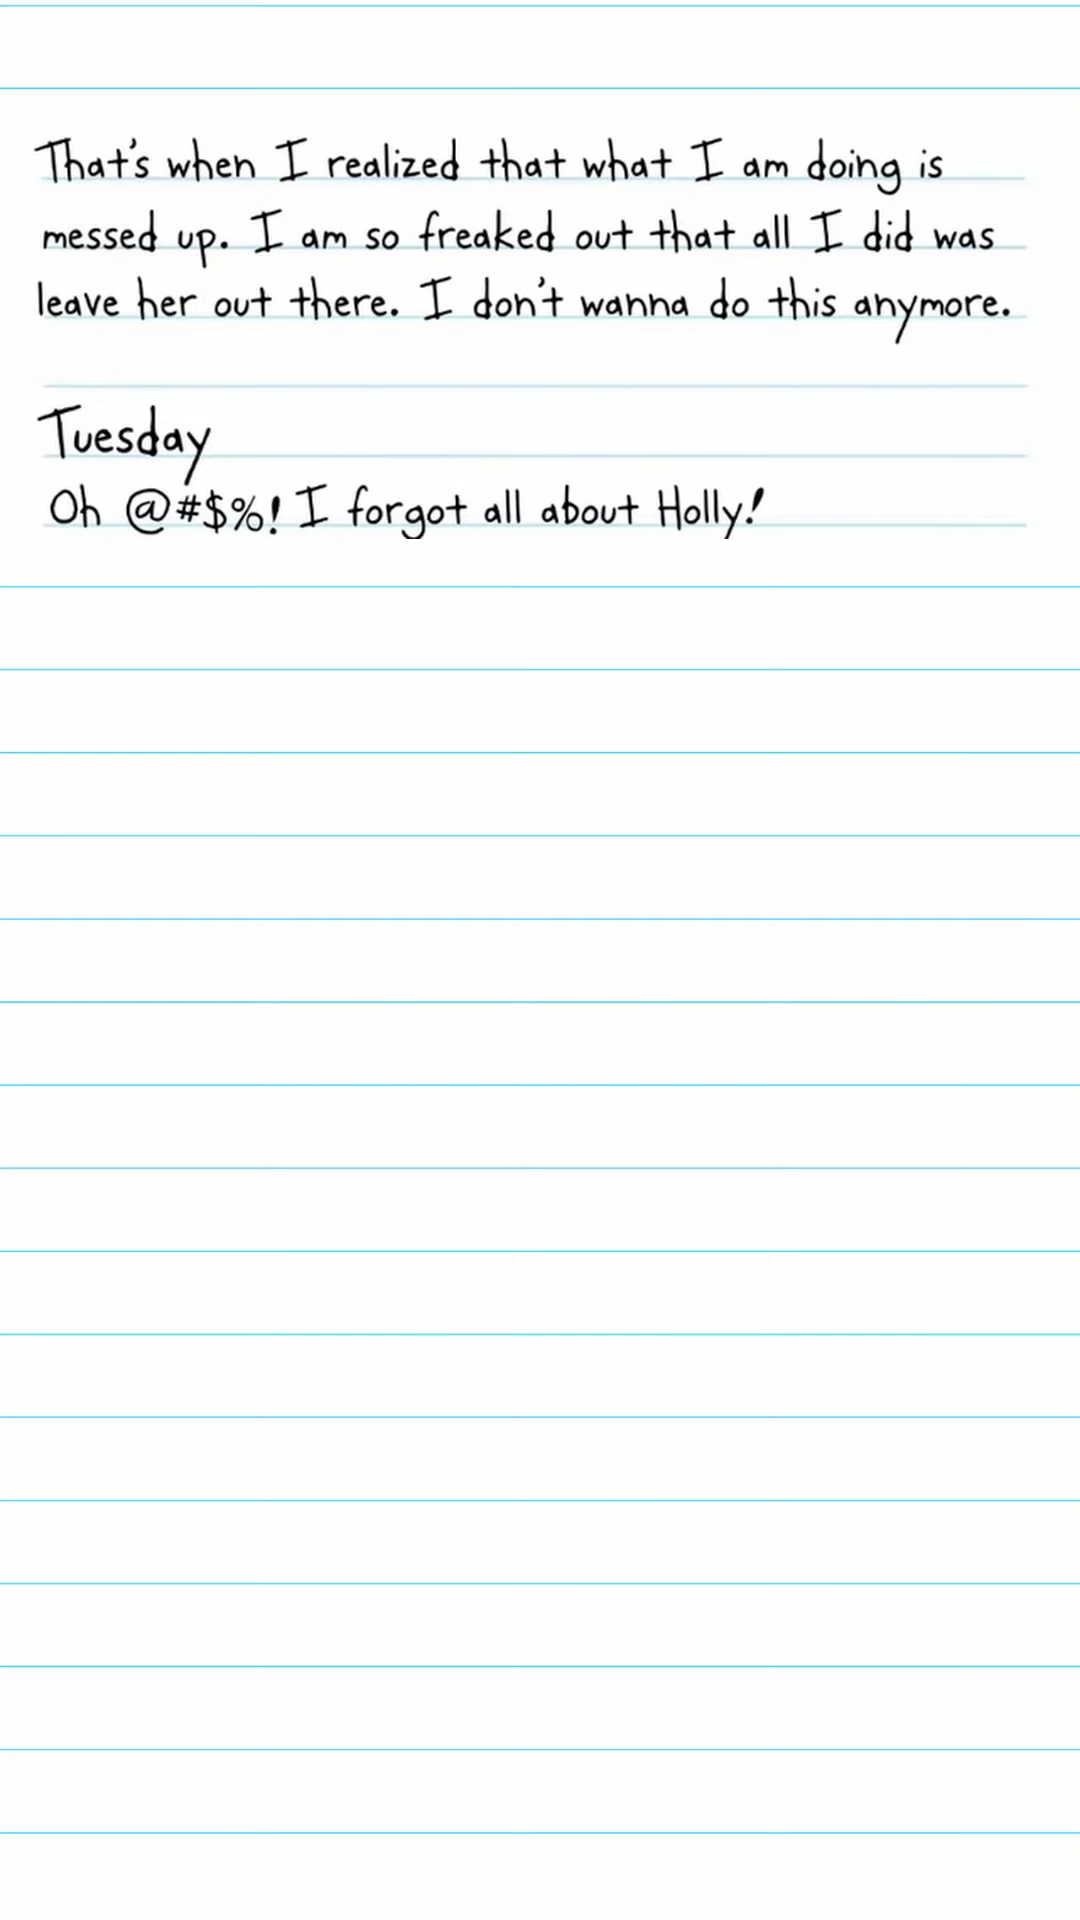 That's when I realized that what I am doing is
messed up. I am so freaked out that all I did was
leave her out there. I don't wanna do this anymore.
Tuesday
Oh @#$%! I forgot all about Holly!